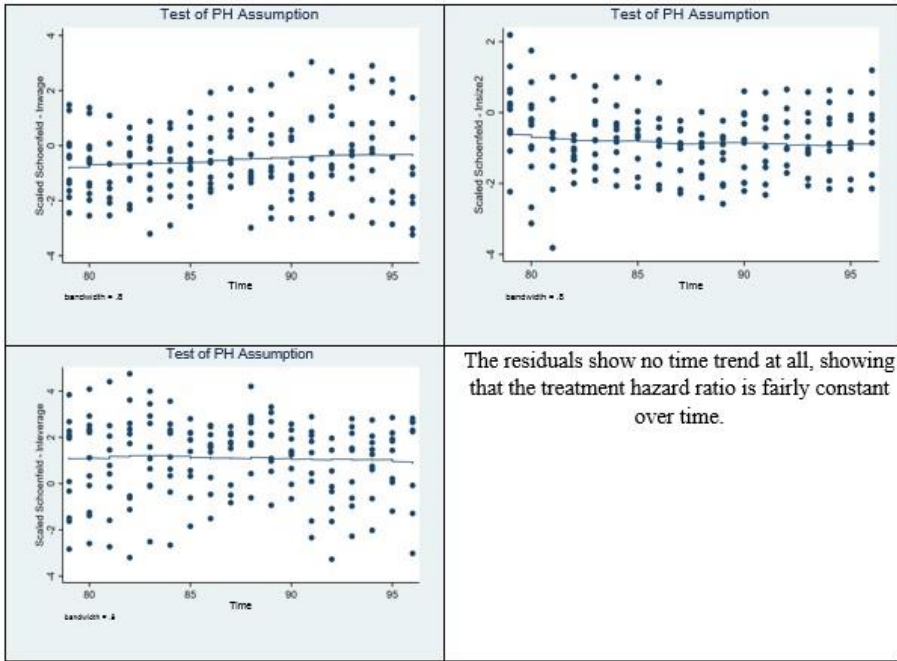 Test of PH Assumption
Scaled Schoenfeld - lnwage
4
2
0
-2
-4
80
85
90
95
Time
bandwidth = .8
Test of PH Assumption
Scaled Schoenfeld - lnsize2
2
0
-2
-4
80
85
90
95
Time
bandwidth = .8
Test of PH Assumption
Scaled Schoenfeld - lnleverage
4
2
0
-2
-4
80
85
90
95
Time
bandwidth = .8
The residuals show no time trend at all, showing
that the treatment hazard ratio is fairly constant
over time.